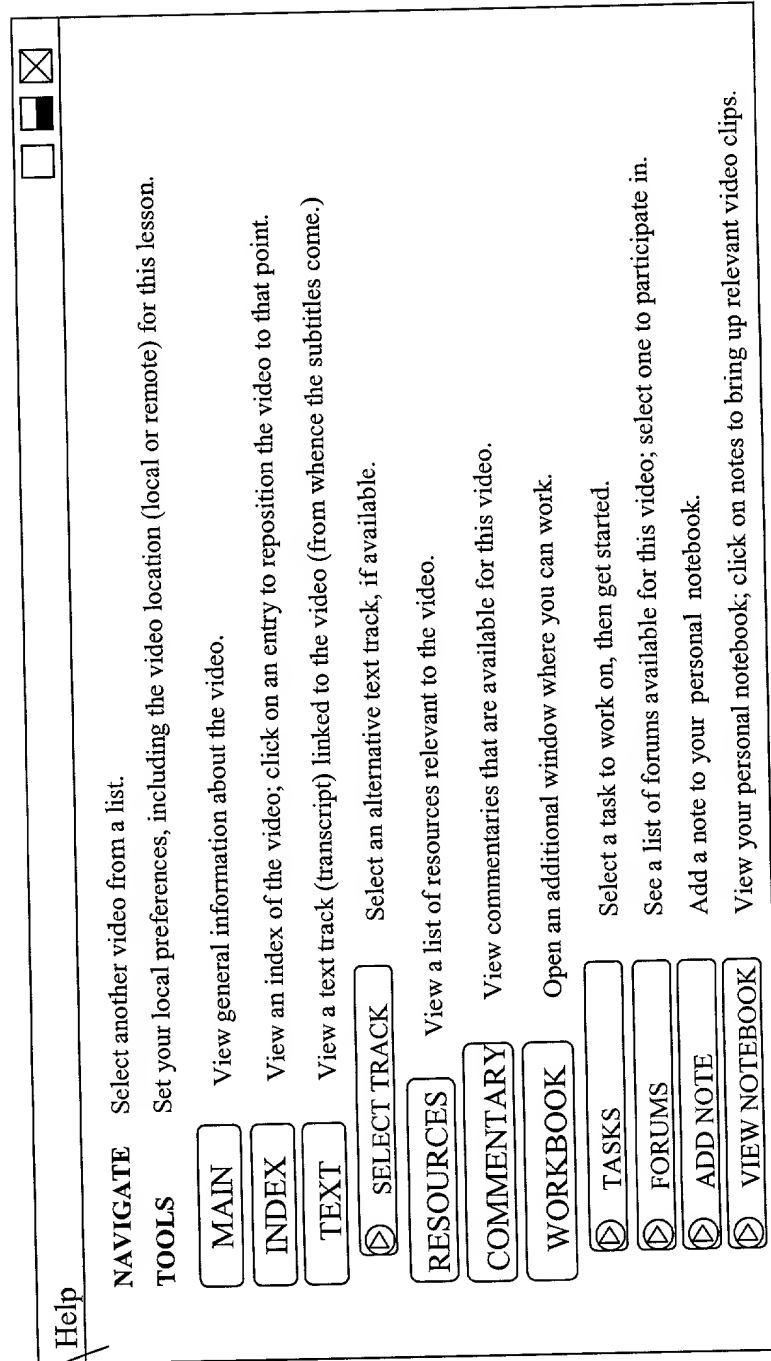 Help
NAVIGATE Select another video from a list.
TOOLS Set your local preferences, including the video location (local or remote) for this lesson.
MAIN View general information about the video.
INDEX View an index of the video; click on an entry to reposition the video to that point.
TEXT View a text track (transcript) linked to the video (from whence the subtitles come.)
SELECT TRACK Select an alternative text track, if available.
RESOURCES View a list of resources relevant to the video.
COMMENTARY View commentaries that are available for this video.
WORKBOOK Open an additional window where you can work.
TASKS Select a task to work on, then get started.
FORUMS See a list of forums available for this video; select one to participate in.
ADD NOTE Add a note to your personal notebook.
VIEW NOTEBOOK View your personal notebook; click on notes to bring up relevant video clips.